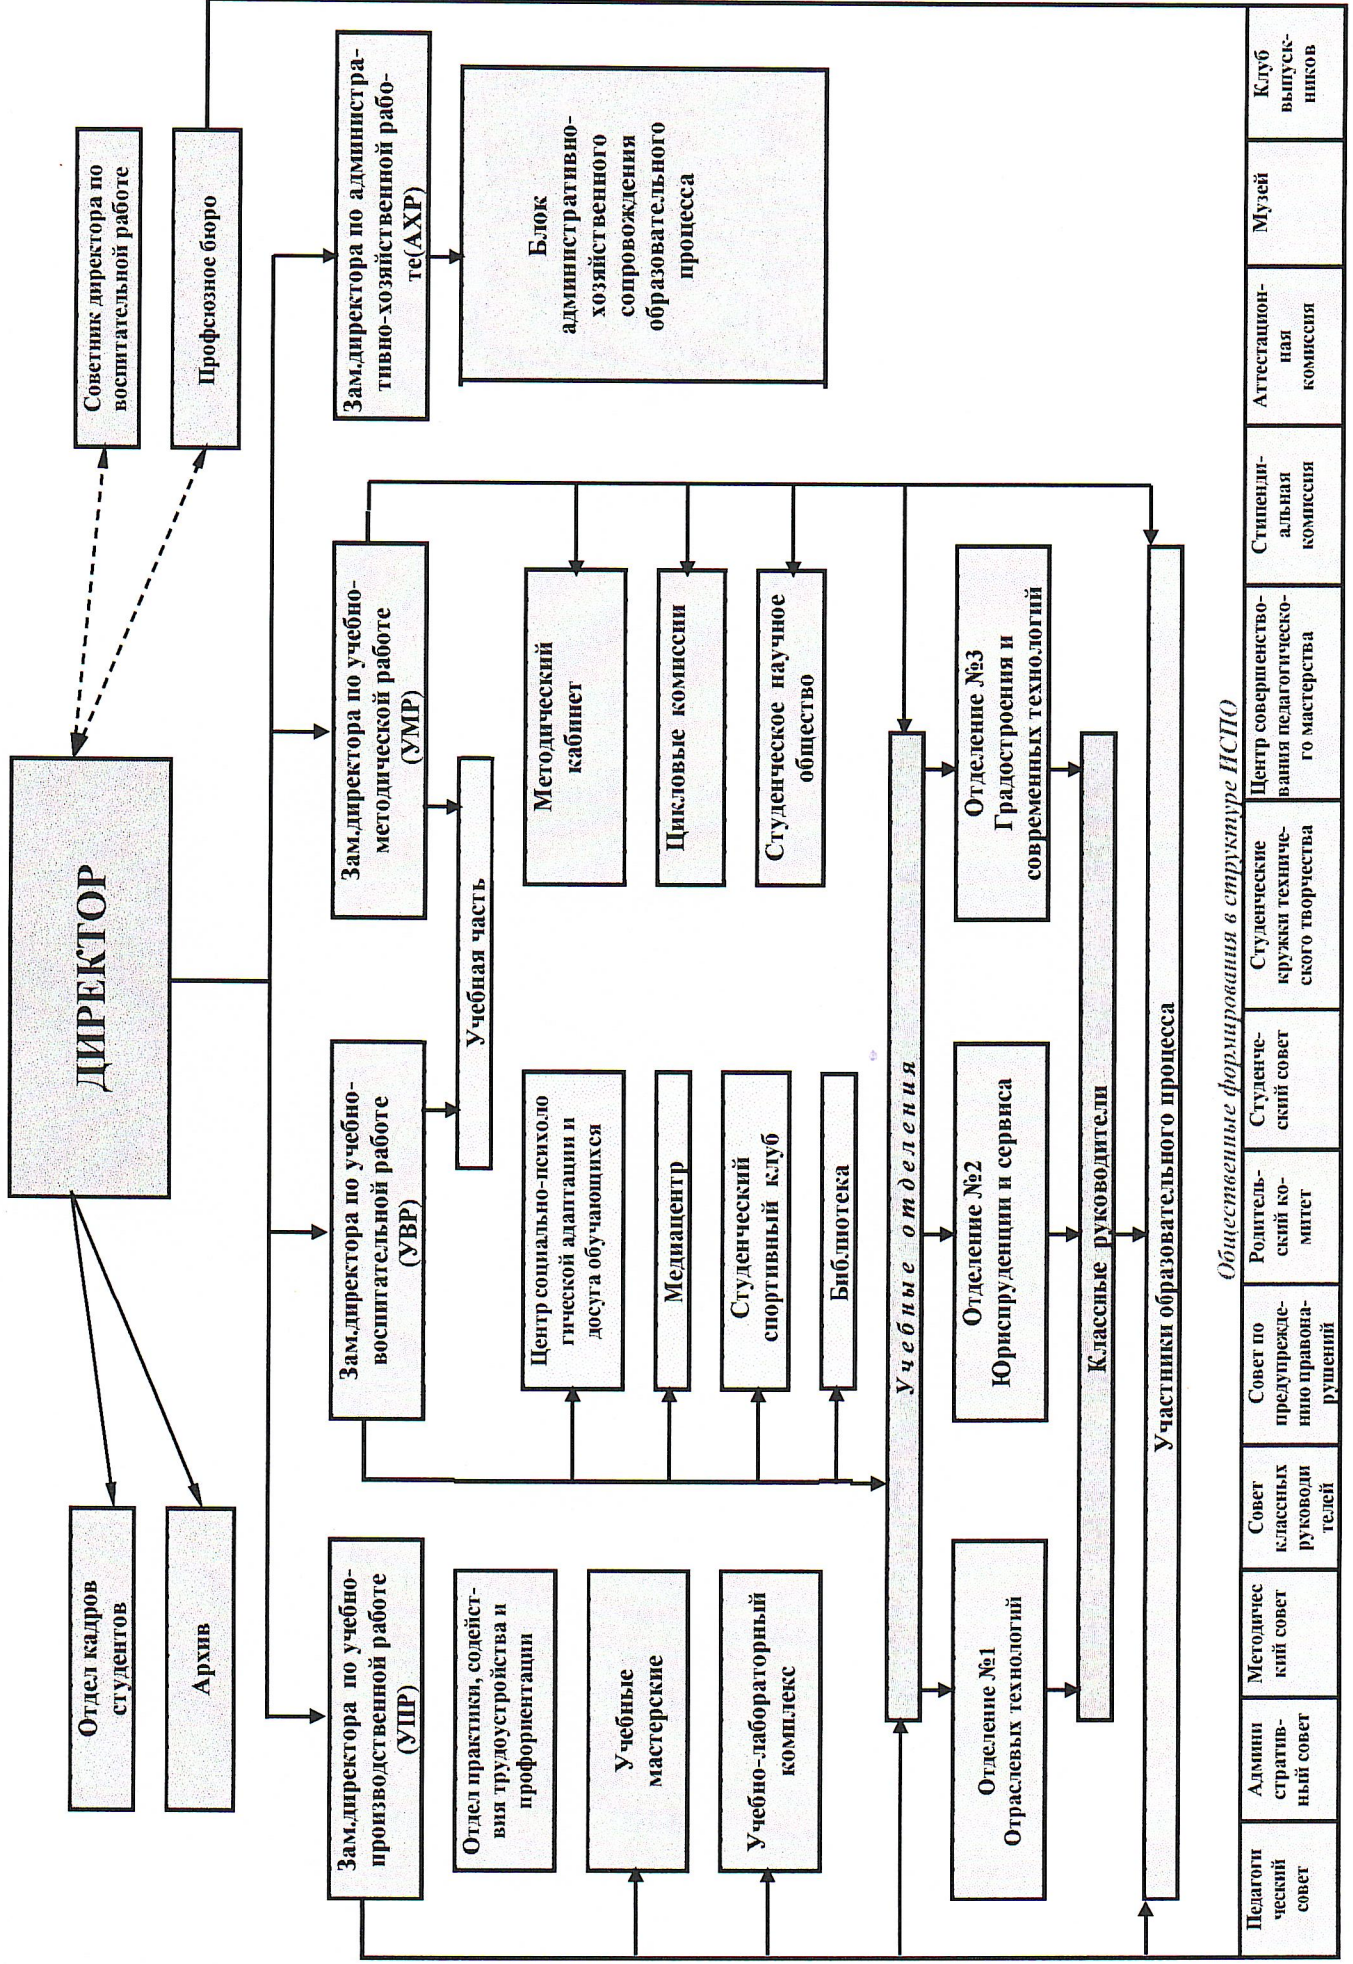 ДИРЕКТОР
Отдел кадров
студентов
Архив
Советник директора по
воспитательной работе
Профсюзное бюро
Зам.директора по учебно-
производственной работе
(УПР)
Зам.директора по учебно-
воспитательной работе
(УВР)
Зам.директора по учебно-
методической работе
(УМР)
Зам.директора по администра-
тивно-хозяйственной рабо-
те(АХР)
Учебная часть
Отдел практики, содейст-
вия трудоустройства и
профориентации
Учебные
мастерские
Учебно-лабораторный
комплекс
Центр социально-психоло
гической адаптации и
досуга обучающихся
Медиацентр
Студенческий
спортивный клуб
Библиотека
Методический
кабинет
Цикловые комиссии
Студенческое научное
общество
Блок
административно-
хозяйственного
сопровождения
образовательного
процесса
Учебные отделения
Отделение №1
Отраслевых технологий
Отделение №2
Юриспруденции и сервиса
Отделение №3
Градостроения и
современных технологий
Классные руководители
Участники образовательного процесса
Общественные формирования в структуре ИСПО
Педагоги
ческий
совет
Админи
стратив-
ный совет
Методичес
кий совет
Совет
классных
руководи
телей
Совет по
предупрежде-
нию правона-
рушений
Родитель-
ский ко-
митет
Студенче-
ский совет
Студенческие
кружки техниче-
ского творчества
Центр совершенство-
вания педагогическо-
го мастерства
Стипенди-
альная
комиссия
Аттестацион-
ная
комиссия
Музей
Клуб
выпуск-
ников